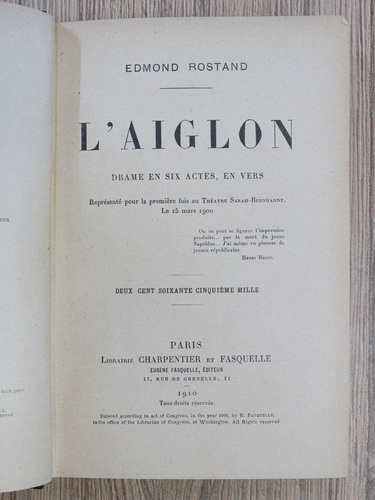 EDMOND ROSTAND
L'AIGLON
DRAME EN SIX ACTES, EN VERS
Représenté pour la première fois au THÉATRE SARAH-BERNHARDT,
Le 15 mars 1900
On ne peut se figurer l'impression
produite... par la mort du jeune
Napoléon... J'ai même vu pleurer
de jeunes républicains.
HENRI HEINE.
DEUX CENT SOIXANTE CINQUIÈME MILLE
PARIS
LIBRAIRIE CHARPENTIER ET FASQUELLE
EUGÈNE FASQUELLE, ÉDITEUR
11, RUE DE GRENELLE, 11
1910
Tous droits réservés.
Entered according to act of Congress, in the year 1900, by E. FASQUELLE,
in the office of the Librarian of Congress, at Washington. All Rights reserved